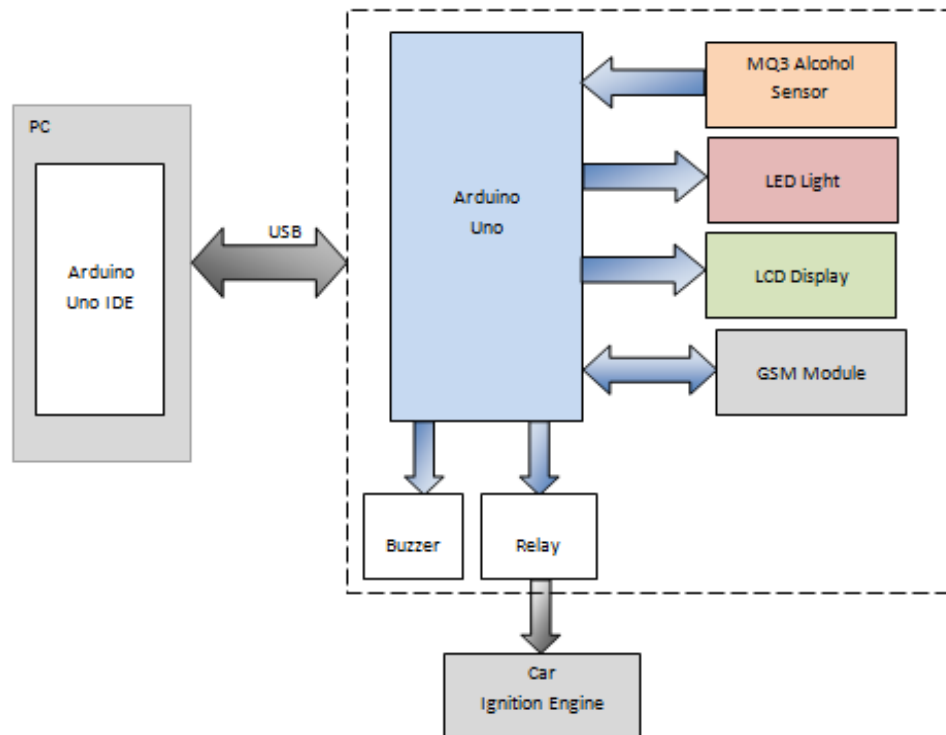 PC
Arduino
Uno IDE
USB
Arduino
Uno
MQ3 Alcohol
Sensor
LED Light
LCD Display
GSM Module
Buzzer
Relay
Car
Ignition Engine